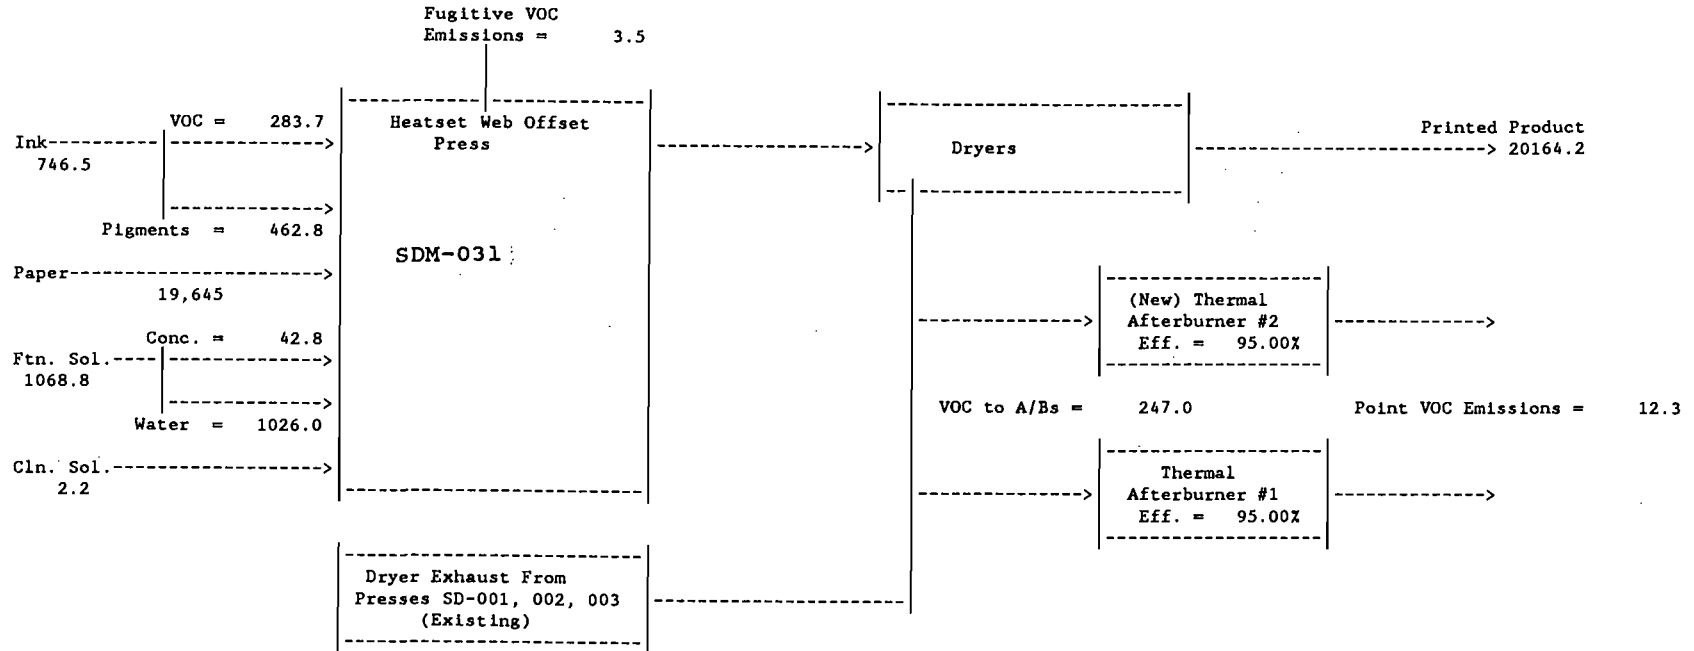 Fugitive VOC
Emissions = 3.5
VOC = 283.7
Ink
746.5
Pigments = 462.8
Paper
19,645
Conc. = 42.8
Ftn. Sol.
1068.8
Water = 1026.0
Cln. Sol.
2.2
Heatset Web Offset
Press
SDM-031
Dryers
Printed Product
20164.2
(New) Thermal
Afterburner #2
Eff. = 95.00%
VOC to A/Bs = 247.0
Point VOC Emissions = 12.3
Thermal
Afterburner #1
Eff. = 95.00%
Dryer Exhaust From
Presses SD-001, 002, 003
(Existing)